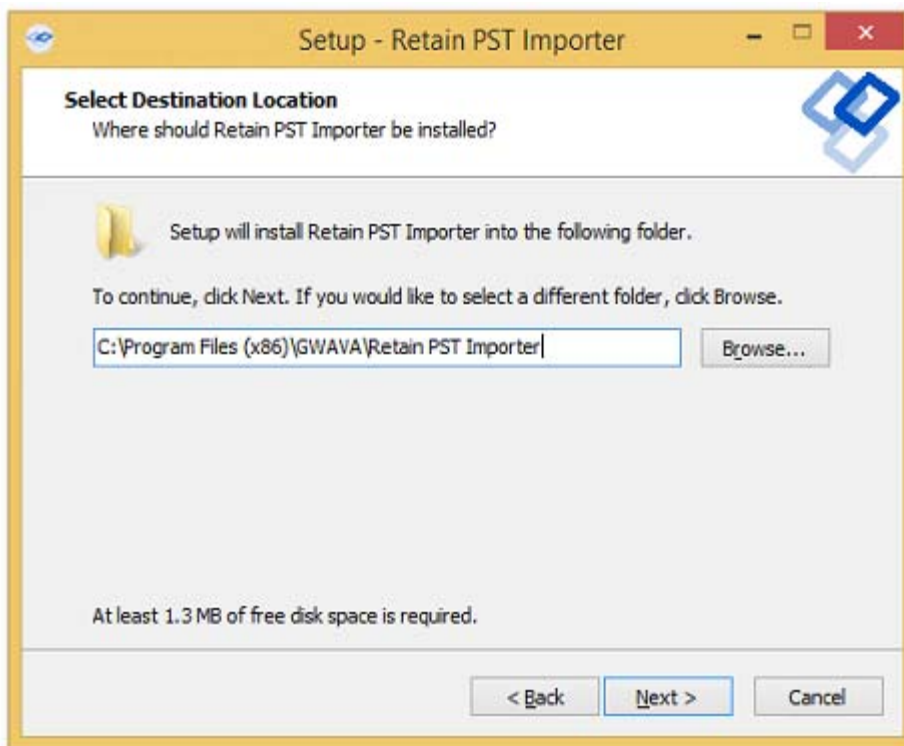 Setup - Retain PST Importer
Select Destination Location
Where should Retain PST Importer be installed?
Setup will install Retain PST Importer into the following folder.
To continue, click Next. If you would like to select a different folder, click Browse.
C:\Program Files (x86)\GWAVA\Retain PST Importer
Browse...
At least 1.3 MB of free disk space is required.
< Back
Next >
Cancel